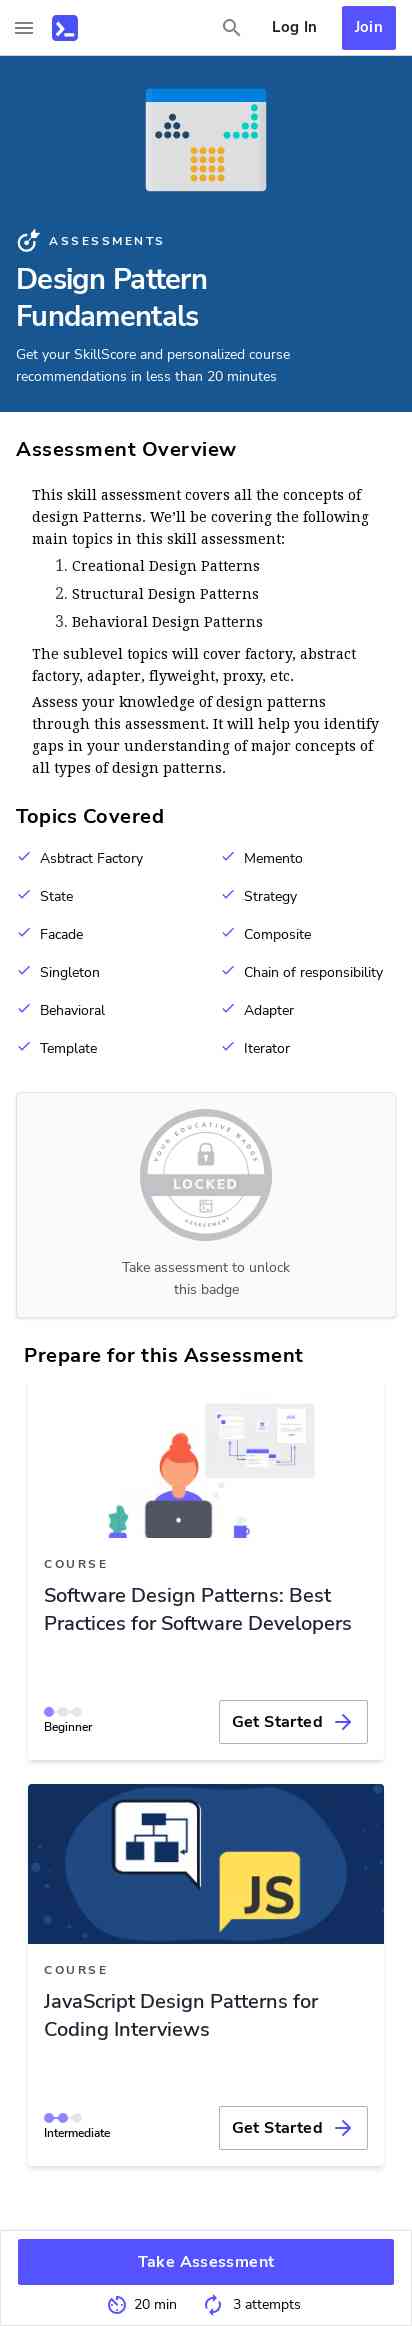 Log In
Join
ASSESSMENTS
Design Pattern
Fundamentals
Get your SkillScore and personalized course
recommendations in less than 20 minutes
Assessment Overview
This skill assessment covers all the concepts of
design Patterns. We’ll be covering the following
main topics in this skill assessment:
1. Creational Design Patterns
2. Structural Design Patterns
3. Behavioral Design Patterns
The sublevel topics will cover factory, abstract
factory, adapter, flyweight, proxy, etc.
Assess your knowledge of design patterns
through this assessment. It will help you identify
gaps in your understanding of major concepts of
all types of design patterns.
Topics Covered
Asbtract Factory
Memento
State
Strategy
Facade
Composite
Singleton
Chain of responsibility
Behavioral
Adapter
Template
Iterator
YOUR EDUCATIVE BADGE
LOCKED
ASSESSMENT
Take assessment to unlock
this badge
Prepare for this Assessment
COURSE
Software Design Patterns: Best
Practices for Software Developers
Beginner
Get Started
JS
COURSE
JavaScript Design Patterns for
Coding Interviews
Intermediate
Get Started
Take Assessment
20 min
3 attempts